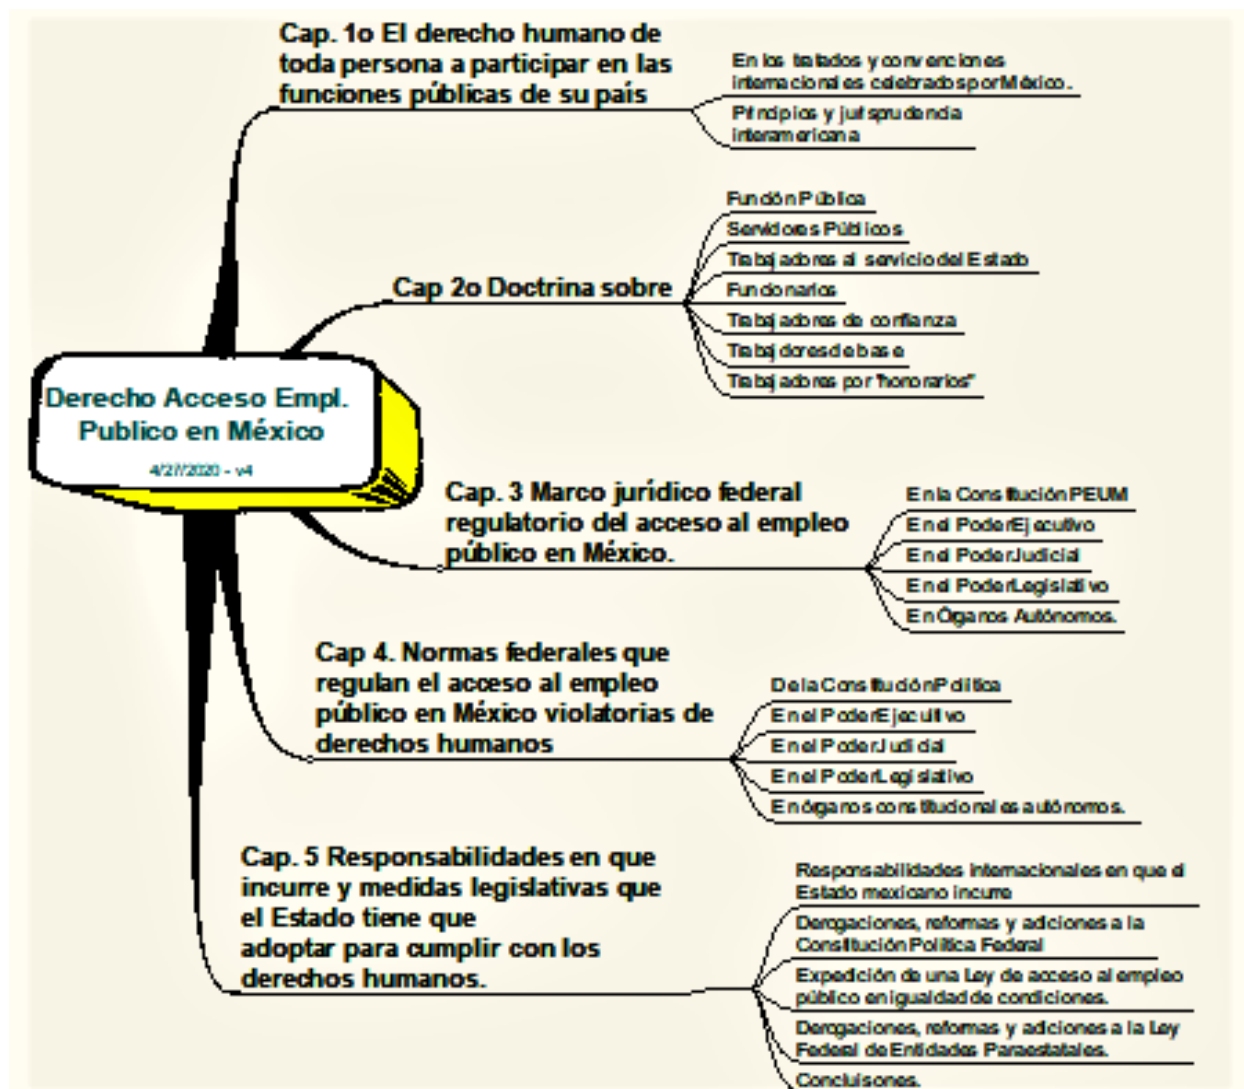 Cap. 1o El derecho humano de
toda persona a participar en las
funciones públicas de su país
En los tratados y convenciones
internacionales celebrados por México.
Principios y jurisprudencia
interamericana
Cap 2o Doctrina sobre
Función Pública
Servidores Públicos
Trabajadores al servicio del Estado
Funcionarios
Trabajadores de confianza
Trabajdores de base
Trabajadores por "honorarios"
Derecho Acceso Empl.
Publico en México
4/27/2020 - v4
Cap. 3 Marco jurídico federal
regulatorio del acceso al empleo
público en México.
En la Constitución PEUM
En el Poder Ejecutivo
En el Poder Judicial
En el Poder Legislativo
En Órganos Autónomos.
Cap 4. Normas federales que
regulan el acceso al empleo
público en México violatorias de
derechos humanos
De la Constitución Política
En el Poder Ejecutivo
En el Poder Judicial
En el Poder Legislativo
En órganos constitucionales autónomos.
Cap. 5 Responsabilidades en que
incurre y medidas legislativas que
el Estado tiene que
adoptar para cumplir con los
derechos humanos.
Responsabilidades internacionales en que el
Estado mexicano incurre
Derogaciones, reformas y adiciones a la
Constitución Política Federal
Expedición de una Ley de acceso al empleo
público en igualdad de condiciones.
Derogaciones, reformas y adiciones a la Ley
Federal de Entidades Paraestatales.
Concluisones.